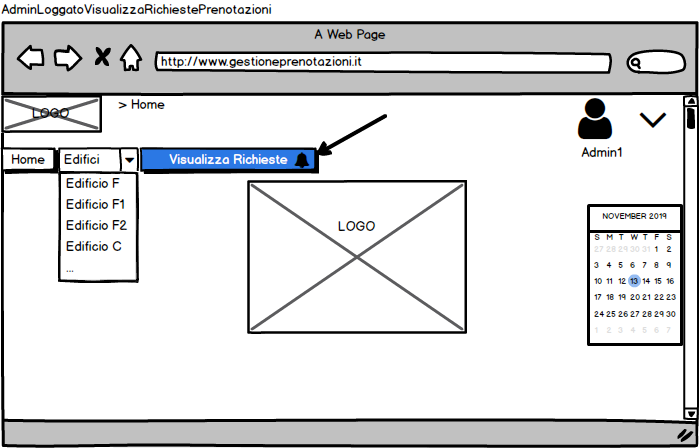 AdminLoggatoVisualizzaRichiestePrenotazioni
A Web Page
http://www.gestioneprenotazioni.it
LOGO
> Home
Admin1
Home
Edifici
Visualizza Richieste
Edificio F
Edificio F1
Edificio F2
Edificio C
...
LOGO
NOVEMBER 2019
S M T W T F S
27 28 29 30 31 1 2
3 4 5 6 7 8 9
10 11 12 13 14 15 16
17 18 19 20 21 22 23
24 25 26 27 28 29 30
1 2 3 4 5 6 7